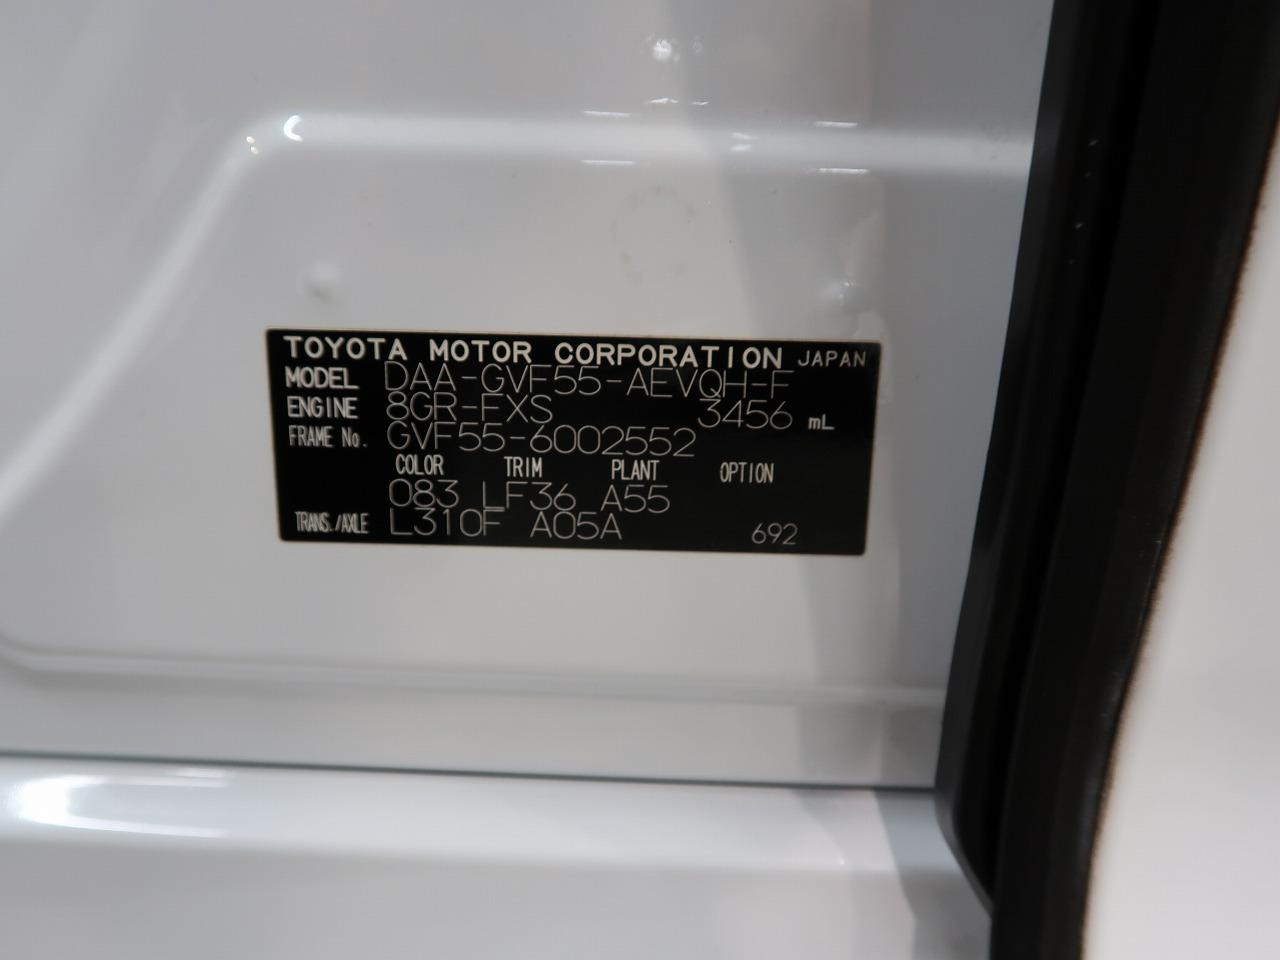 TOYOTA MOTOR CORPORATION JAPAN
MODEL DAA-GVF55-AEVQH-F
ENGINE 8GR-FXS 3456 mL
FRAME No. GVF55-6002552
COLOR TRIM PLANT OPTION
083 LF36 A55
TRANS./AXLE L310F A05A 692